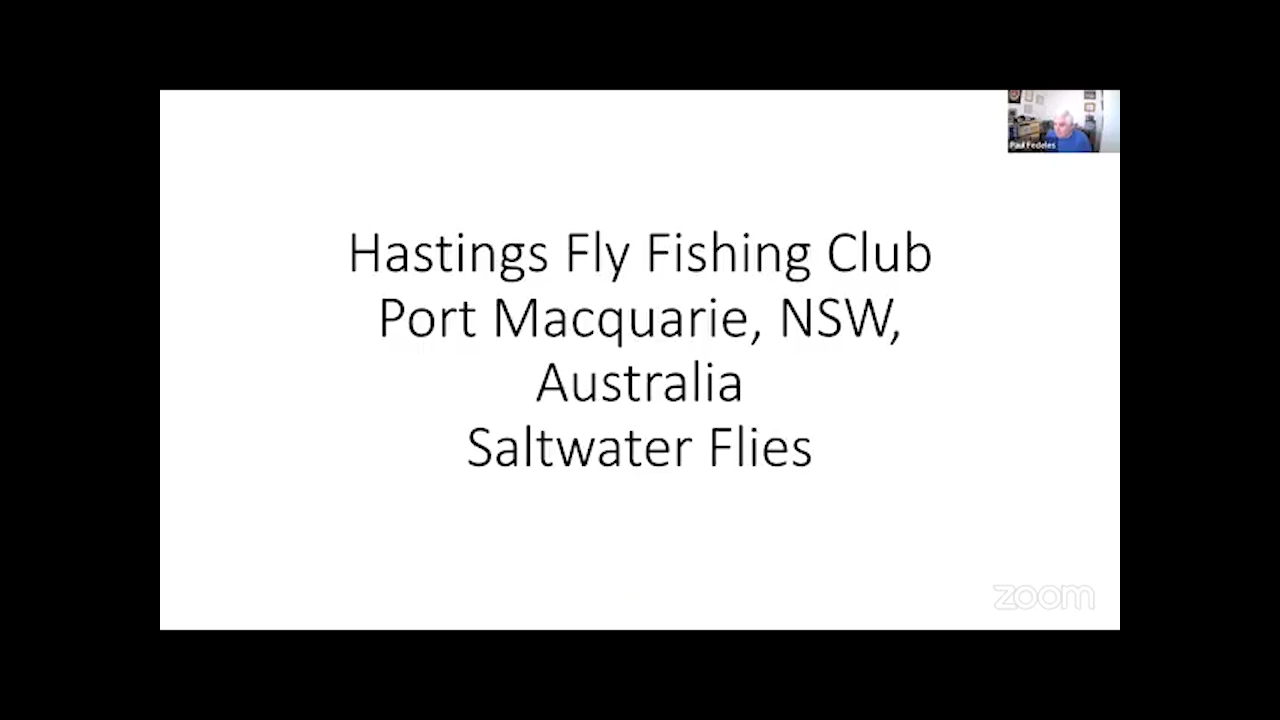 Paul Fedeles
Hastings Fly Fishing Club
Port Macquarie, NSW,
Australia
Saltwater Flies
zoom